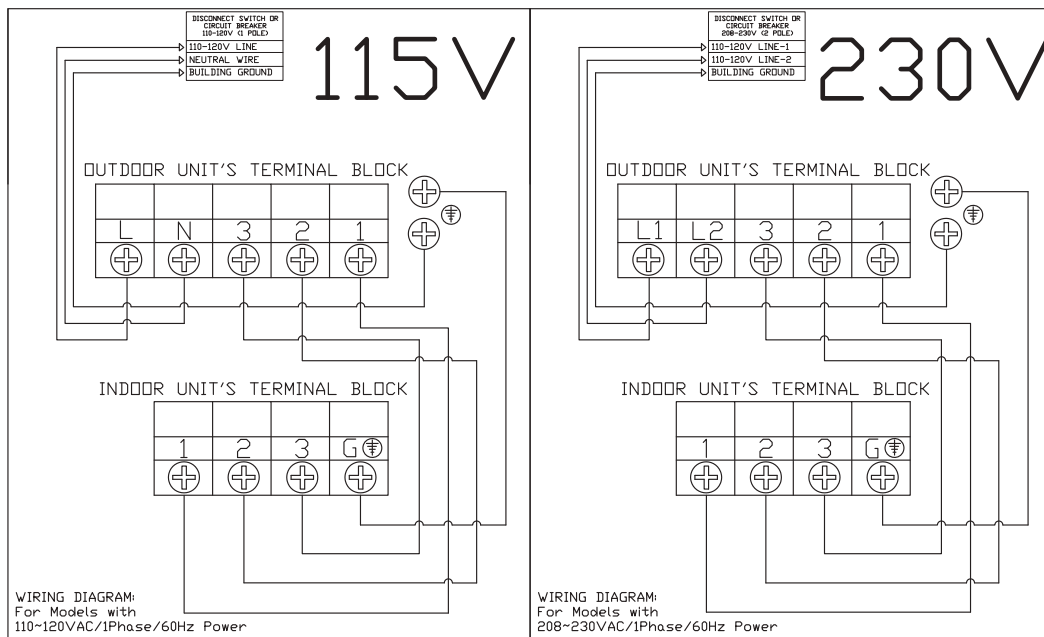 DISCONNECT SWITCH OR
CIRCUIT BREAKER
110-120V (1 POLE)
110-120V LINE
NEUTRAL WIRE
BUILDING GROUND
115V
OUTDOOR UNIT'S TERMINAL BLOCK
L N 3 2 1
INDOOR UNIT'S TERMINAL BLOCK
1 2 3 G
WIRING DIAGRAM:
For Models with
110~120VAC/1Phase/60Hz Power
DISCONNECT SWITCH OR
CIRCUIT BREAKER
208-230V (2 POLE)
110-120V LINE-1
110-120V LINE-2
BUILDING GROUND
230V
OUTDOOR UNIT'S TERMINAL BLOCK
L1 L2 3 2 1
INDOOR UNIT'S TERMINAL BLOCK
1 2 3 G
WIRING DIAGRAM:
For Models with
208~230VAC/1Phase/60Hz Power